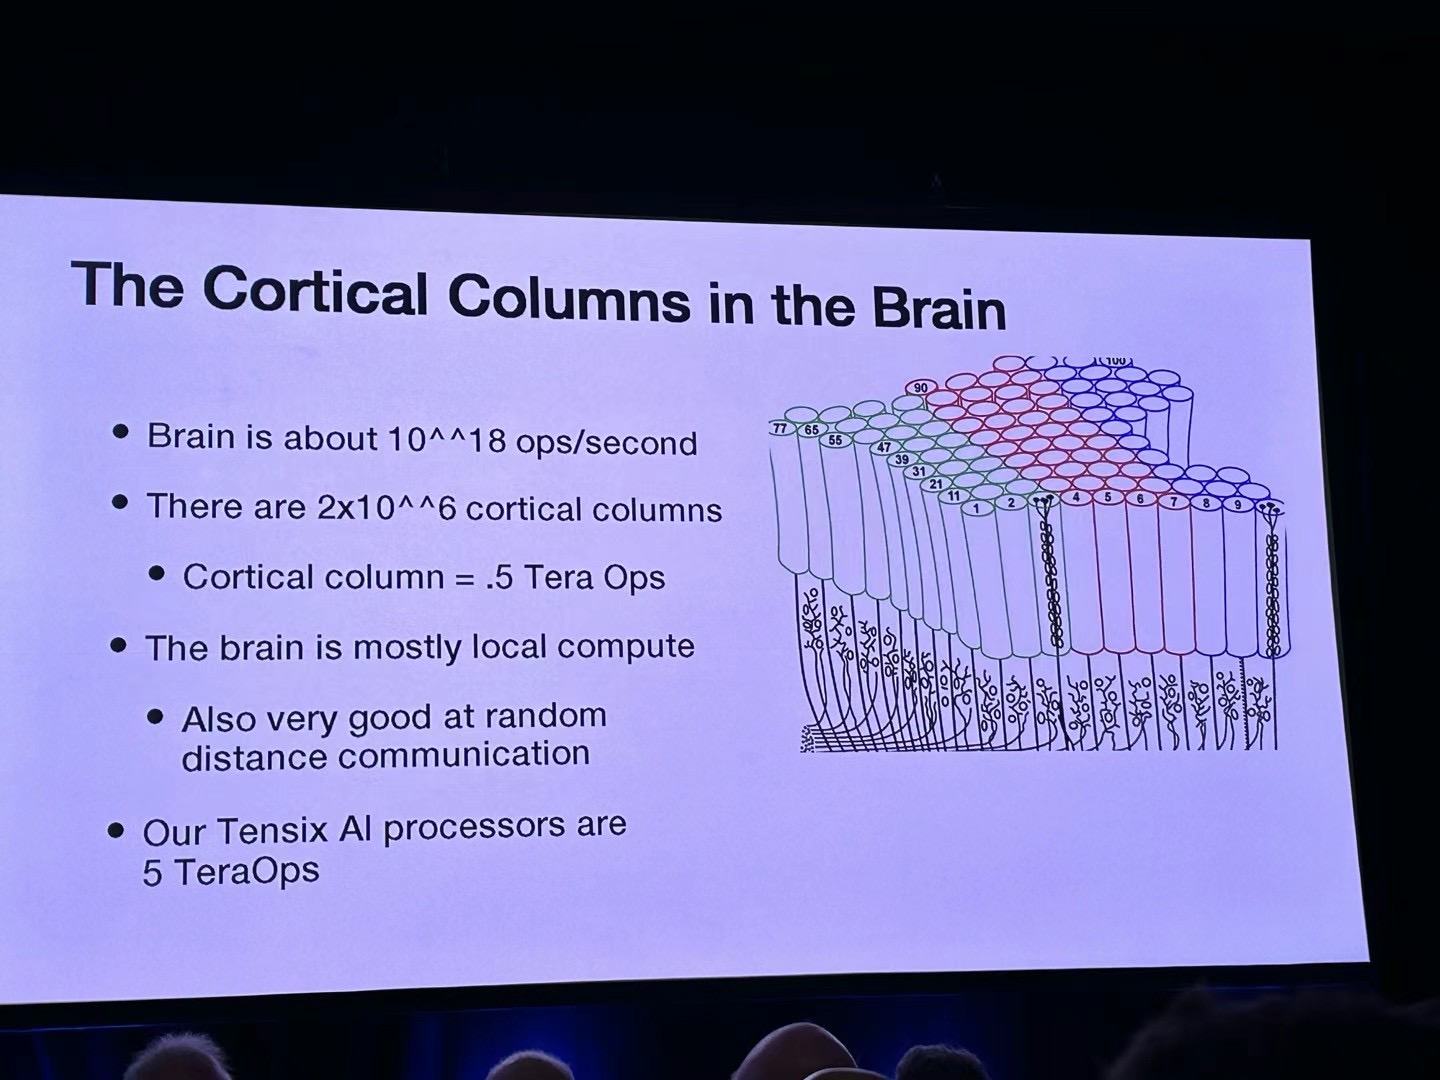 The Cortical Columns in the Brain
Brain is about 10^^18 ops/second
There are 2x10^^6 cortical columns
Cortical column = .5 Tera Ops
The brain is mostly local compute
Also very good at random
distance communication
Our Tensix AI processors are
5 TeraOps
100
90
77
65
55
47
39
31
21
11
1
2
4
5
6
7
8
9